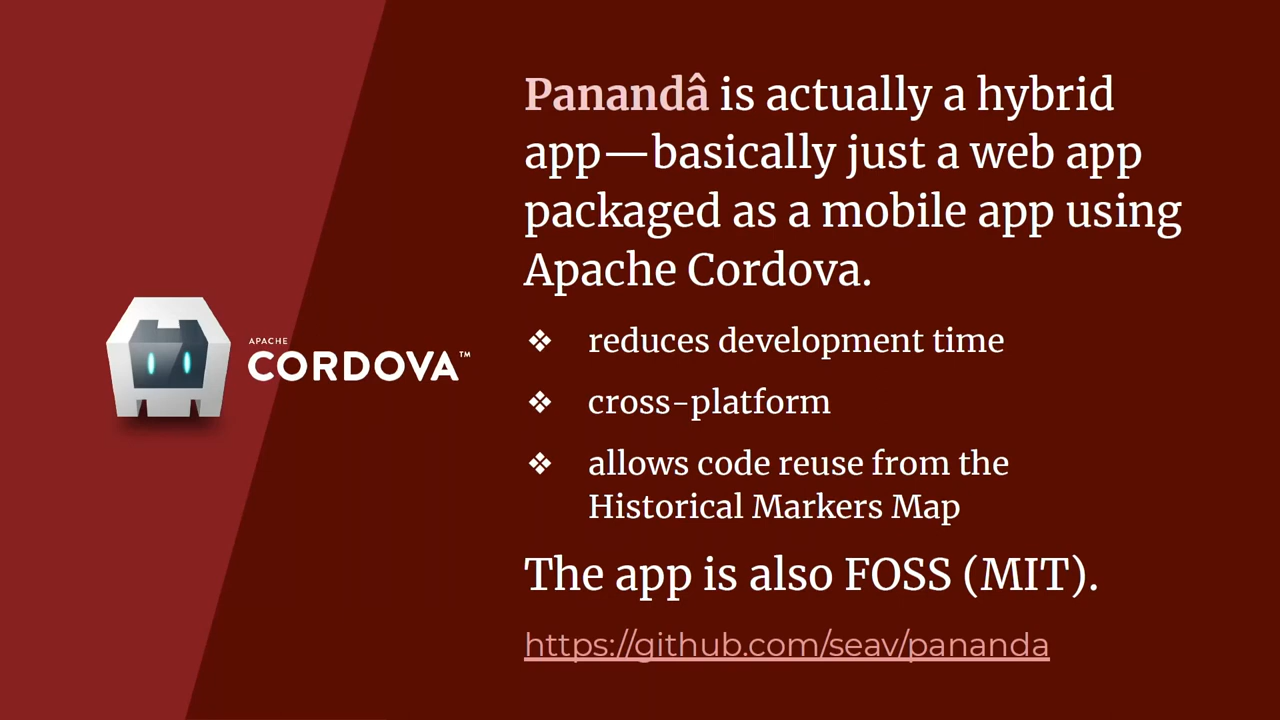 APACHE
CORDOVA™
Panandâ is actually a hybrid
app—basically just a web app
packaged as a mobile app using
Apache Cordova.
❖ reduces development time
❖ cross-platform
❖ allows code reuse from the
Historical Markers Map
The app is also FOSS (MIT).
https://github.com/seav/pananda